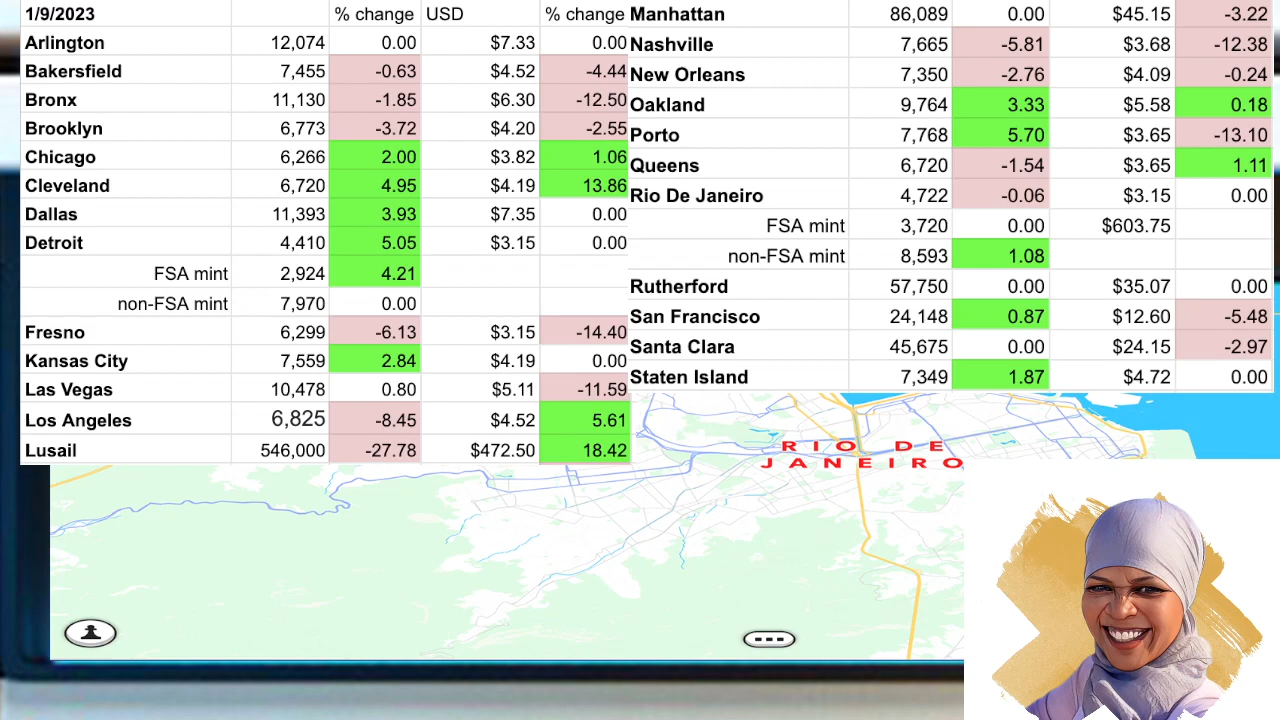 1/9/2023 % change USD % change
Arlington 12,074 0.00 $7.33 0.00
Bakersfield 7,455 -0.63 $4.52 -4.44
Bronx 11,130 -1.85 $6.30 -12.50
Brooklyn 6,773 -3.72 $4.20 -2.55
Chicago 6,266 2.00 $3.82 1.06
Cleveland 6,720 4.95 $4.19 13.86
Dallas 11,393 3.93 $7.35 0.00
Detroit 4,410 5.05 $3.15 0.00
FSA mint 2,924 4.21
non-FSA mint 7,970 0.00
Fresno 6,299 -6.13 $3.15 -14.40
Kansas City 7,559 2.84 $4.19 0.00
Las Vegas 10,478 0.80 $5.11 -11.59
Los Angeles 6,825 -8.45 $4.52 5.61
Lusail 546,000 -27.78 $472.50 18.42
Manhattan 86,089 0.00 $45.15 -3.22
Nashville 7,665 -5.81 $3.68 -12.38
New Orleans 7,350 -2.76 $4.09 -0.24
Oakland 9,764 3.33 $5.58 0.18
Porto 7,768 5.70 $3.65 -13.10
Queens 6,720 -1.54 $3.65 1.11
Rio De Janeiro 4,722 -0.06 $3.15 0.00
FSA mint 3,720 0.00 $603.75
non-FSA mint 8,593 1.08
Rutherford 57,750 0.00 $35.07 0.00
San Francisco 24,148 0.87 $12.60 -5.48
Santa Clara 45,675 0.00 $24.15 -2.97
Staten Island 7,349 1.87 $4.72 0.00
RIO DE
JANEIRO